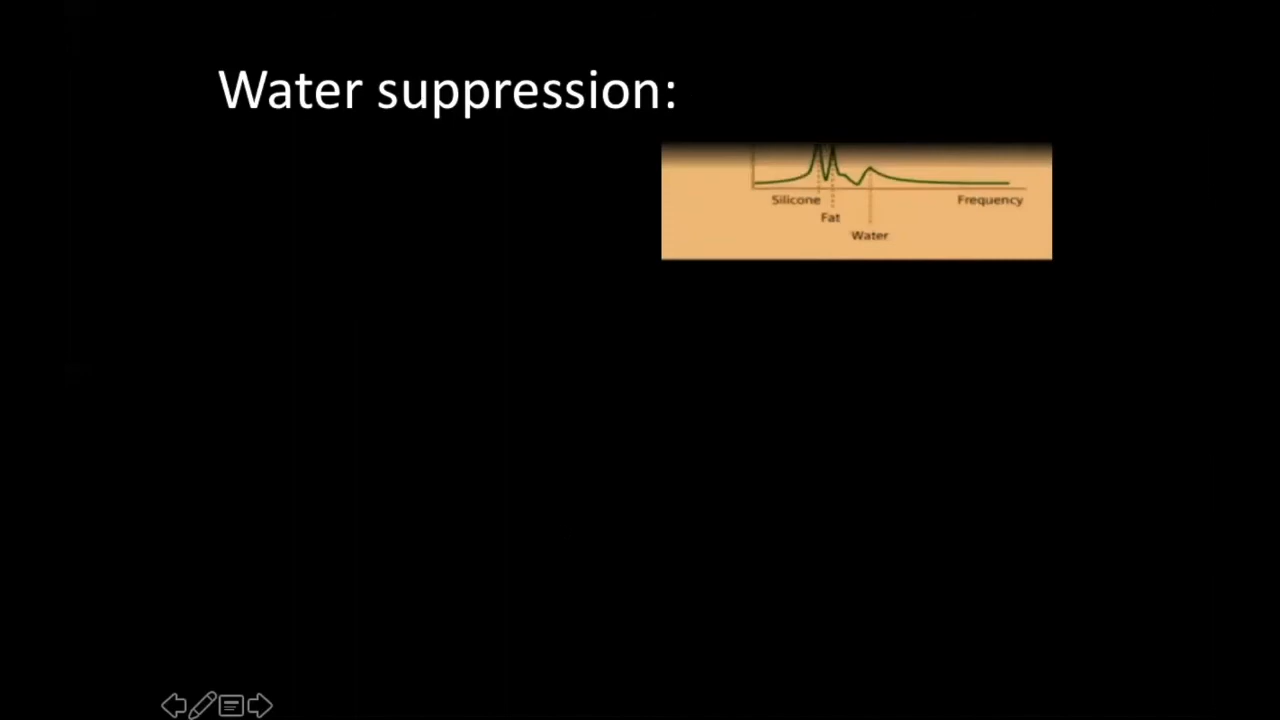 Water suppression:
Silicone
Frequency
Fat
Water